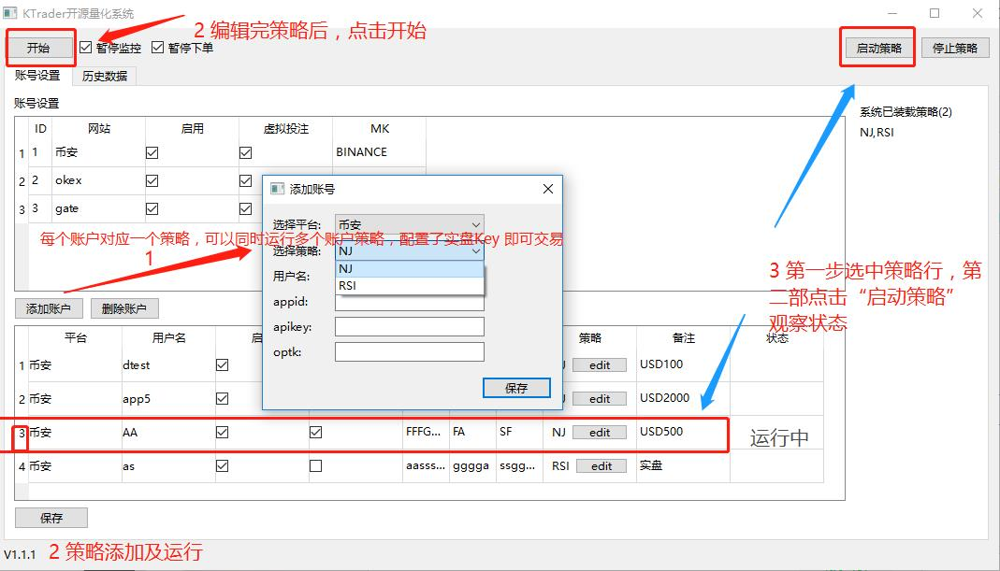 KTrader开源量化系统
2 编辑完策略后，点击开始
开始 暂停监控 暂停下单 启动策略 停止策略
账号设置 历史数据
账号设置
系统已装载策略(2)
NJ,RSI
ID 网站 启用 虚拟投注 MK
1 1 币安 BINANCE
2 2 okex
3 3 gate
添加账号
选择平台: 币安
每个账户对应一个策略，可以同时运行多个账户策略，配置了实盘Key 即可交易
1
选择策略: NJ
NJ
RSI
用户名:
appid:
apikey:
optk:
保存
3 第一步选中策略行，第
二部点击“启动策略”
观察状态
添加账户 删除账户
平台 用户名 启 策略 备注 状态
1 币安 dtest edit USD100
2 币安 app5 edit USD2000
3 币安 AA FFFG... FA SF NJ edit USD500 运行中
4 币安 as aasss... gggga ssgg... RSI edit 实盘
保存
V1.1.1 2 策略添加及运行